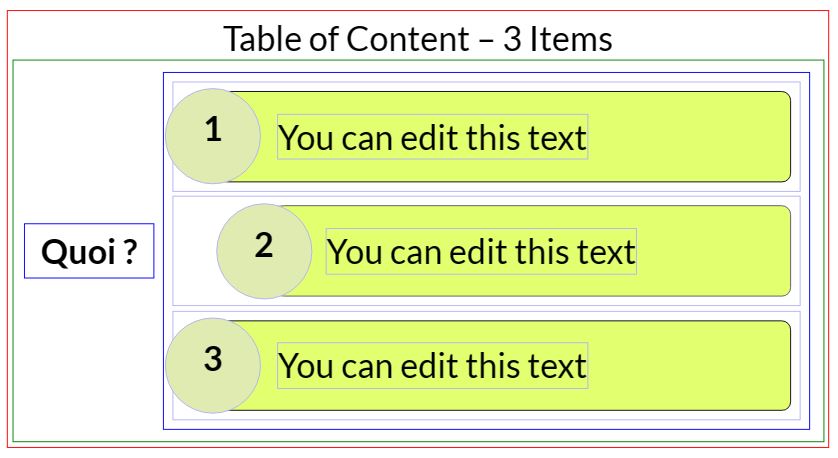 Table of Content – 3 Items
Quoi ?
1
You can edit this text
2
You can edit this text
3
You can edit this text